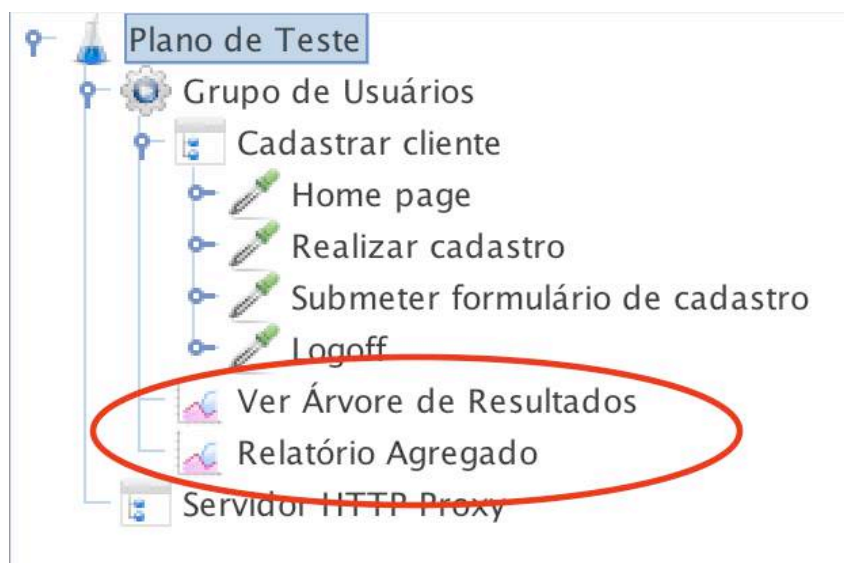 Plano de Teste
Grupo de Usuários
Cadastrar cliente
Home page
Realizar cadastro
Submeter formulário de cadastro
Logoff
Ver Árvore de Resultados
Relatório Agregado
Servidor HTTP Proxy